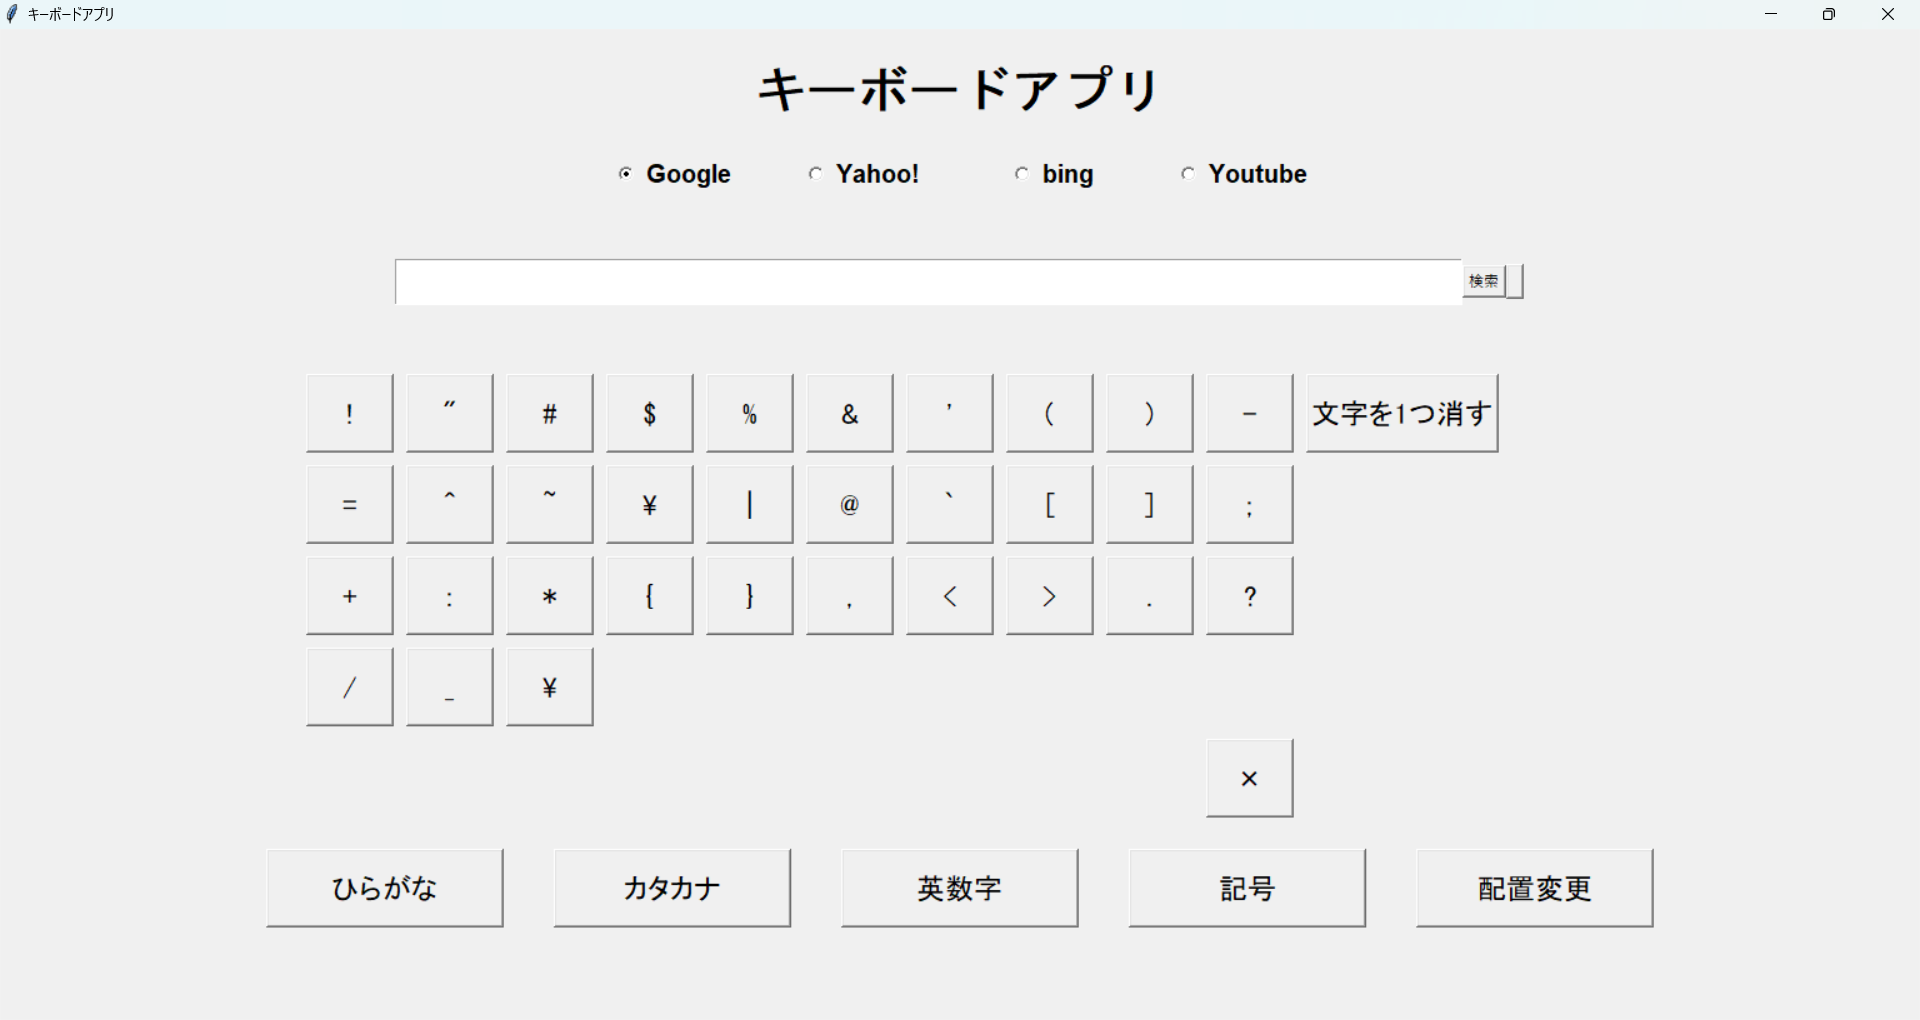 キーボードアプリ
キーボードアプリ
Google Yahoo! bing Youtube
検索
! " # $ % & ' ( ) - 文字を1つ消す
= ^ ~ ¥ | @ ` [ ] ;
+ : * { } , < > . ?
/ _ ¥
×
ひらがな カタカナ 英数字 記号 配置変更